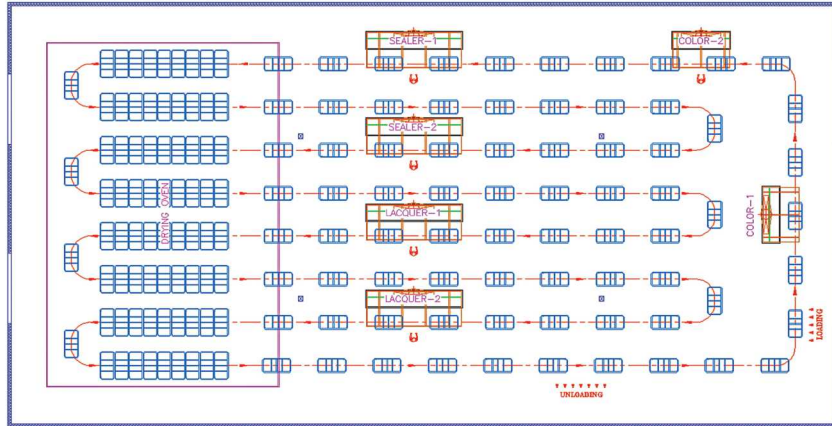 SEALER-1
COLOR-2
SEALER-2
DRYING OVEN
LACQUER-1
COLOR-1
LACQUER-2
LOADING
UNLOADING